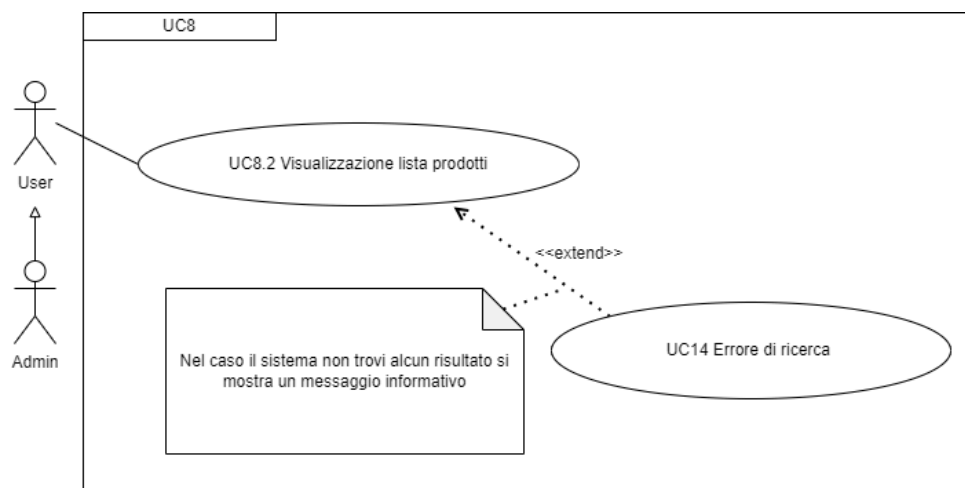 UC8
User
UC8.2 Visualizzazione lista prodotti
<<extend>>
Admin
Nel caso il sistema non trovi alcun risultato si
mostra un messaggio informativo
UC14 Errore di ricerca